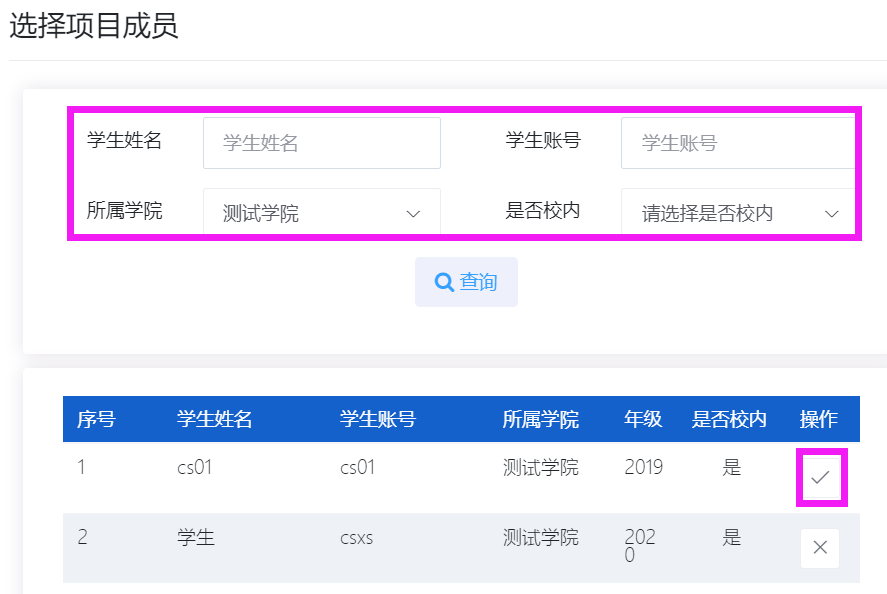 选择项目成员
学生姓名 学生姓名 学生账号 学生账号
所属学院 测试学院 是否校内 请选择是否校内
查询
序号 学生姓名 学生账号 所属学院 年级 是否校内 操作
1 cs01 cs01 测试学院 2019 是
2 学生 csxs 测试学院 202 是
0